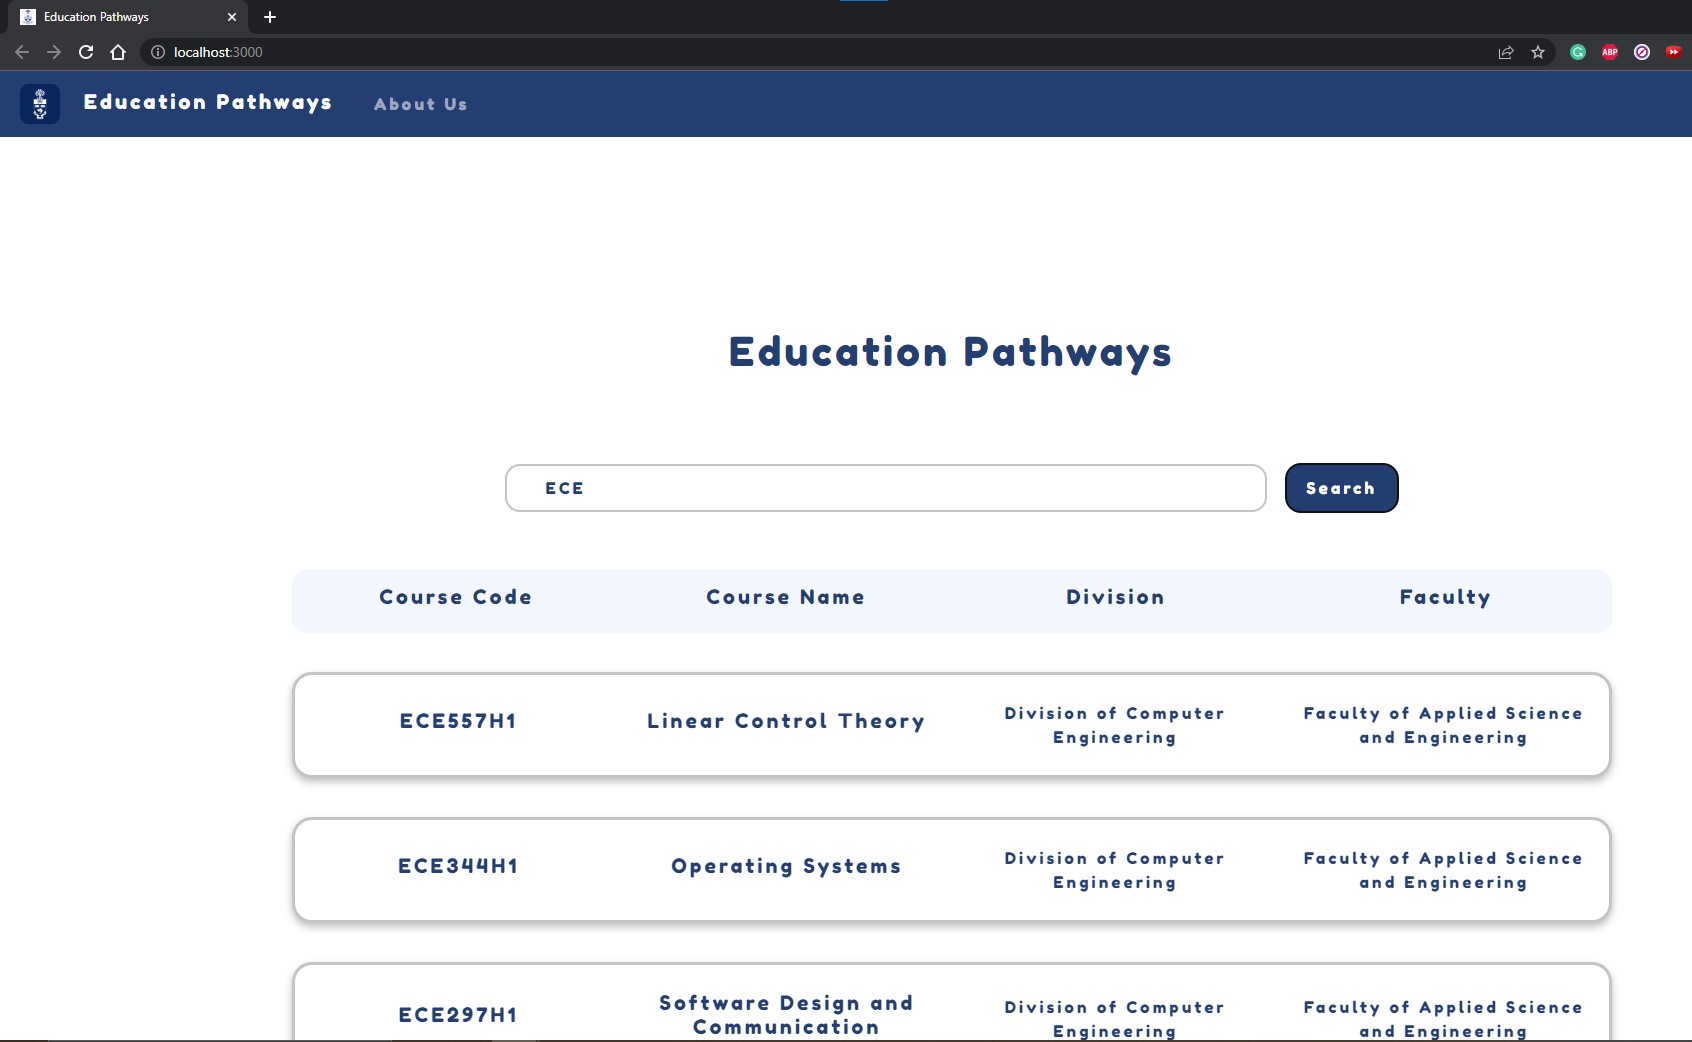 Education Pathways
localhost:3000
ABP
Education Pathways
About Us
Education Pathways
ECE
Search
Course Code
Course Name
Division
Faculty
ECE557H1
Linear Control Theory
Division of Computer
Engineering
Faculty of Applied Science
and Engineering
ECE344H1
Operating Systems
Division of Computer
Engineering
Faculty of Applied Science
and Engineering
ECE297H1
Software Design and
Communication
Division of Computer
Engineering
Faculty of Applied Science
and Engineering